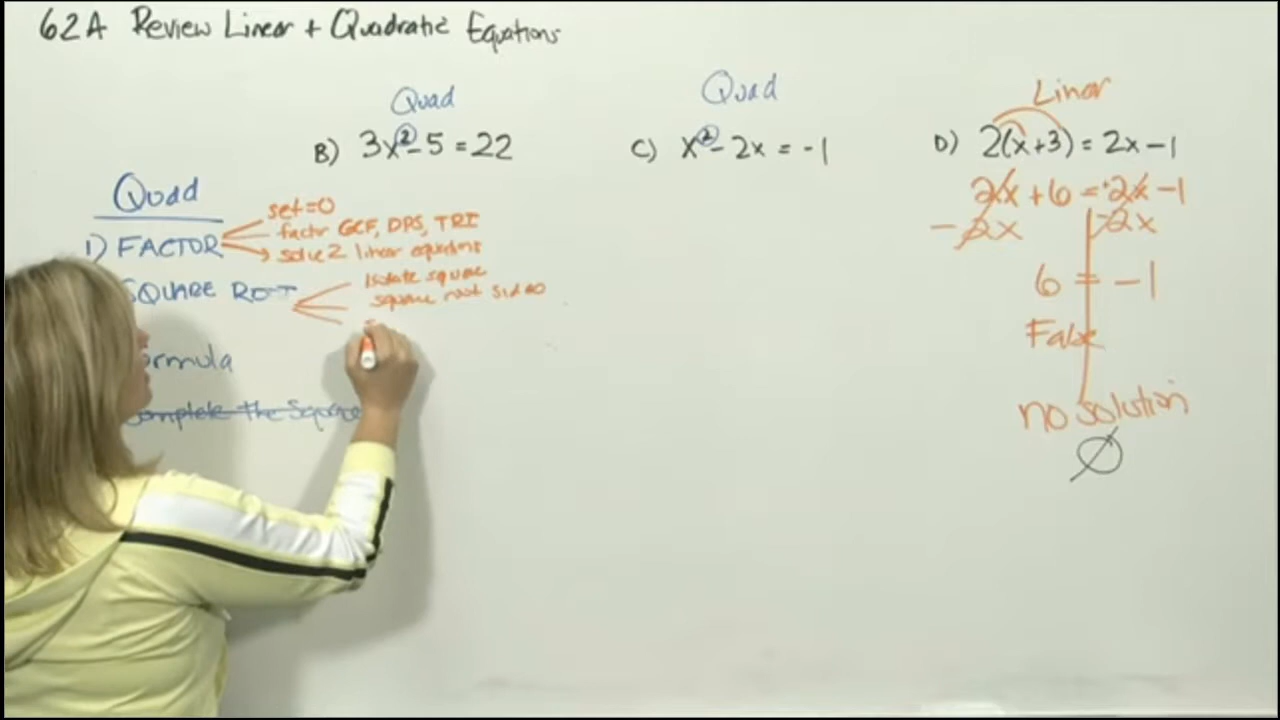 62A Review Linear + Quadratic Equations
Quad
B) 3x²-5 = 22
Quad
C) x²- 2x = -1
Linear
D) 2(x+3) = 2x-1
2x + 6 = 2x -1
-2x -2x
6 = -1
False
no solution
∅
Quad
1) FACTOR
set=0
factor GCF, DPS, TRI
solve 2 linear equations
SQUARE ROOT
Isolate square
square root sides
ormula
omplete the Square